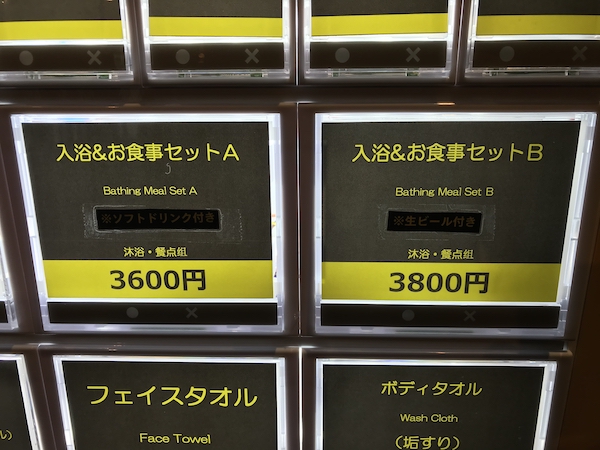 入浴&お食事セットA
Bathing Meal Set A
※ソフトドリンク付き
沐浴・餐点组
3600円
入浴&お食事セットB
Bathing Meal Set B
※生ビール付き
沐浴・餐点组
3800円
フェイスタオル
Face Towel
ボディタオル
Wash Cloth
（垢すり）
ル）